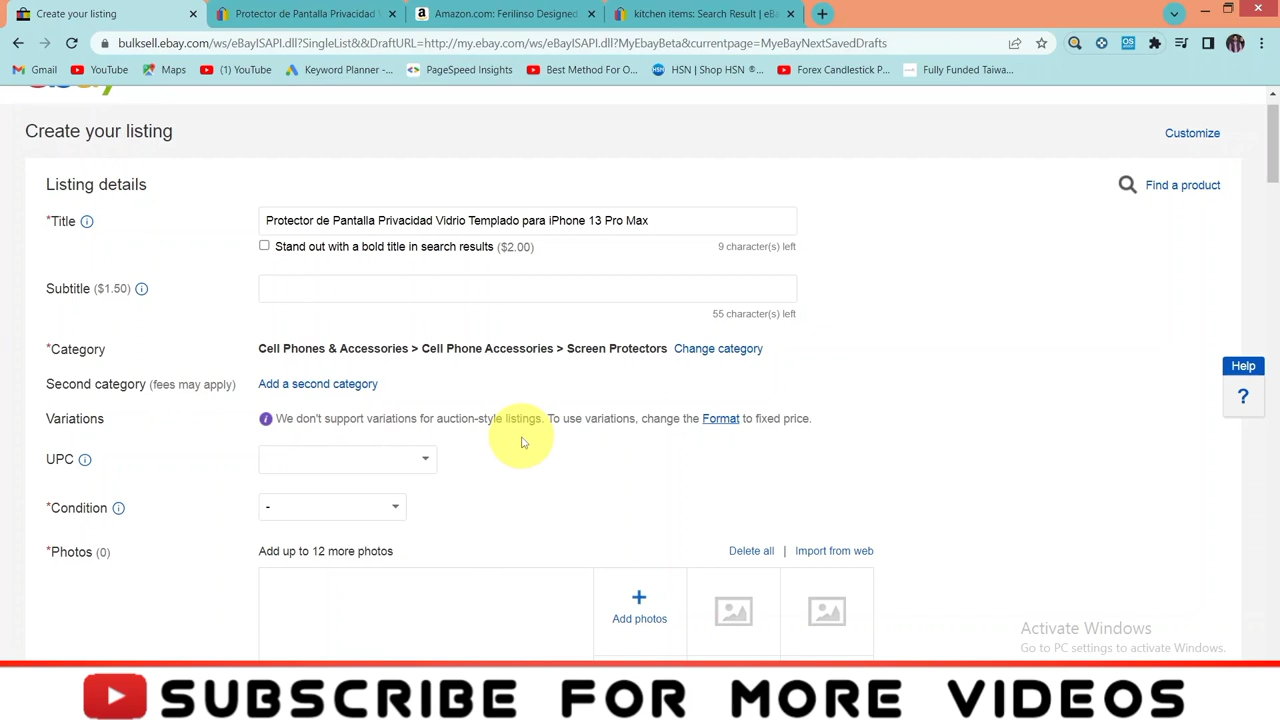 Create your listing
Protector de Pantalla Privacidad V
Amazon.com: Ferilinso Designed
kitchen items: Search Result | eBa
bulksell.ebay.com/ws/eBayISAPI.dll?SingleList&&DraftURL=http://my.ebay.com/ws/eBayISAPI.dll?MyEbayBeta&currentpage=MyeBayNextSavedDrafts
Gmail
YouTube
Maps
(1) YouTube
Keyword Planner -...
PageSpeed Insights
Best Method For O...
HSN | Shop HSN ®...
Forex Candlestick P...
Fully Funded Taiwa...
Create your listing
Customize
Listing details
Find a product
*Title
Protector de Pantalla Privacidad Vidrio Templado para iPhone 13 Pro Max
Stand out with a bold title in search results ($2.00)
9 character(s) left
Subtitle ($1.50)
55 character(s) left
*Category
Cell Phones & Accessories > Cell Phone Accessories > Screen Protectors Change category
Second category (fees may apply)
Add a second category
Help
?
Variations
We don't support variations for auction-style listings. To use variations, change the Format to fixed price.
UPC
*Condition
-
*Photos (0)
Add up to 12 more photos
Delete all | Import from web
+
Add photos
Activate Windows
Go to PC settings to activate Windows.
SUBSCRIBE FOR MORE VIDEOS